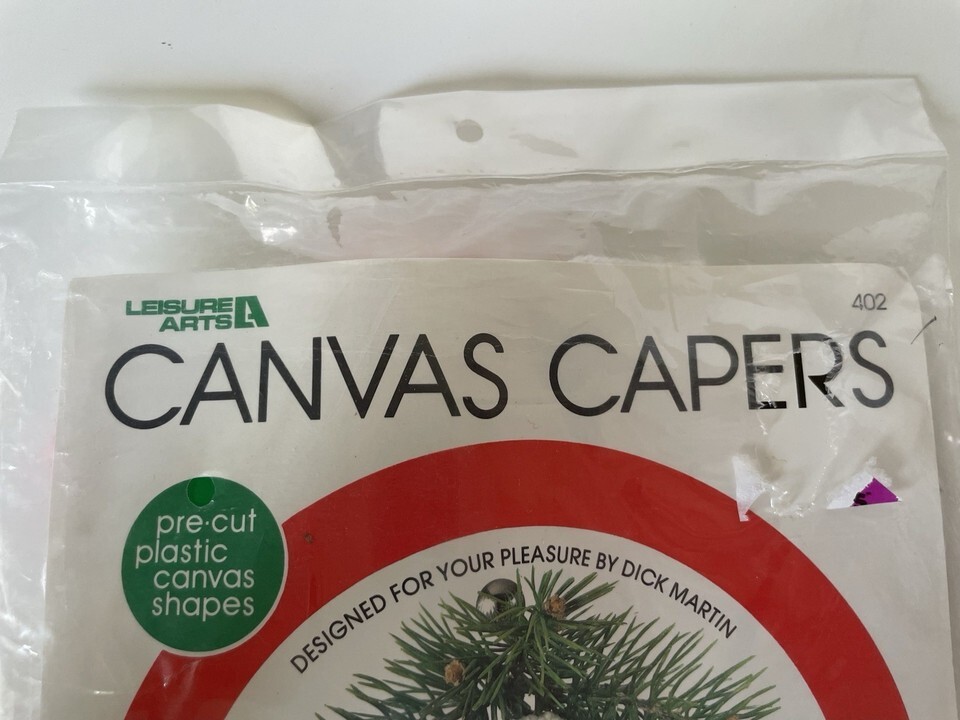 LEISURE
ARTS
402
CANVAS CAPERS
pre·cut
plastic
canvas
shapes
DESIGNED FOR YOUR PLEASURE BY DICK MARTIN